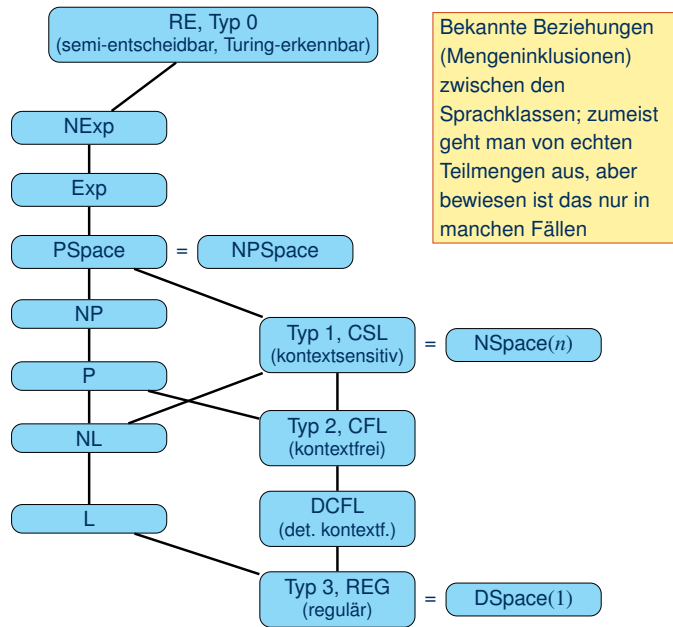 RE, Typ 0
(semi-entscheidbar, Turing-erkennbar)
Bekannte Beziehungen
(Mengeninklusionen)
zwischen den
Sprachklassen; zumeist
geht man von echten
Teilmengen aus, aber
bewiesen ist das nur in
manchen Fällen
NExp
Exp
PSpace = NPSpace
NP
Typ 1, CSL
(kontextsensitiv)
= NSpace(n)
P
Typ 2, CFL
(kontextfrei)
NL
DCFL
(det. kontextf.)
L
Typ 3, REG
(regulär)
= DSpace(1)